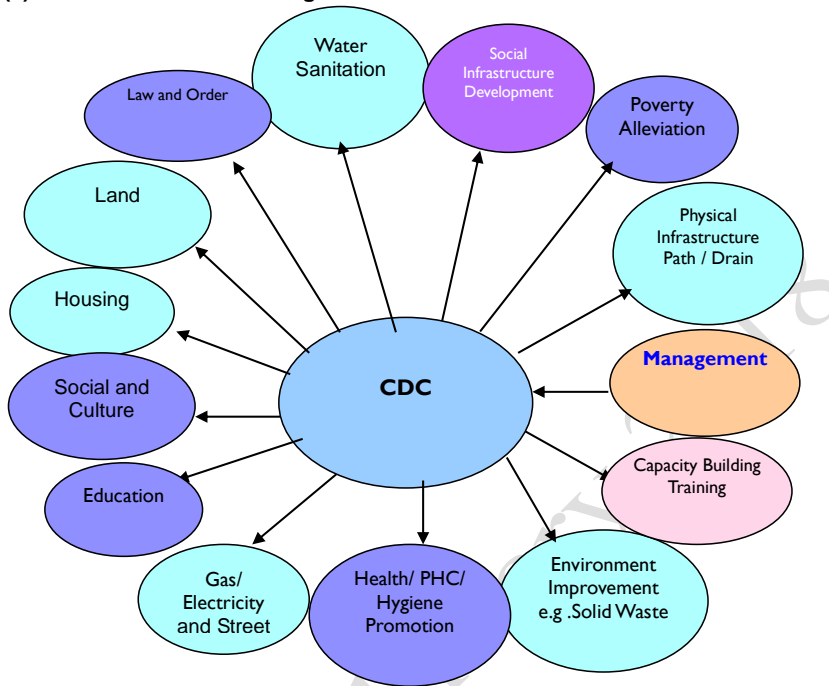 Water
Sanitation
Social
Infrastructure
Development
Law and Order
Poverty
Alleviation
Land
Physical
Infrastructure
Path / Drain
Housing
Management
CDC
Social and
Culture
Capacity Building
Training
Education
Environment
Improvement
e.g .Solid Waste
Gas/
Electricity
and Street
Health/ PHC/
Hygiene
Promotion